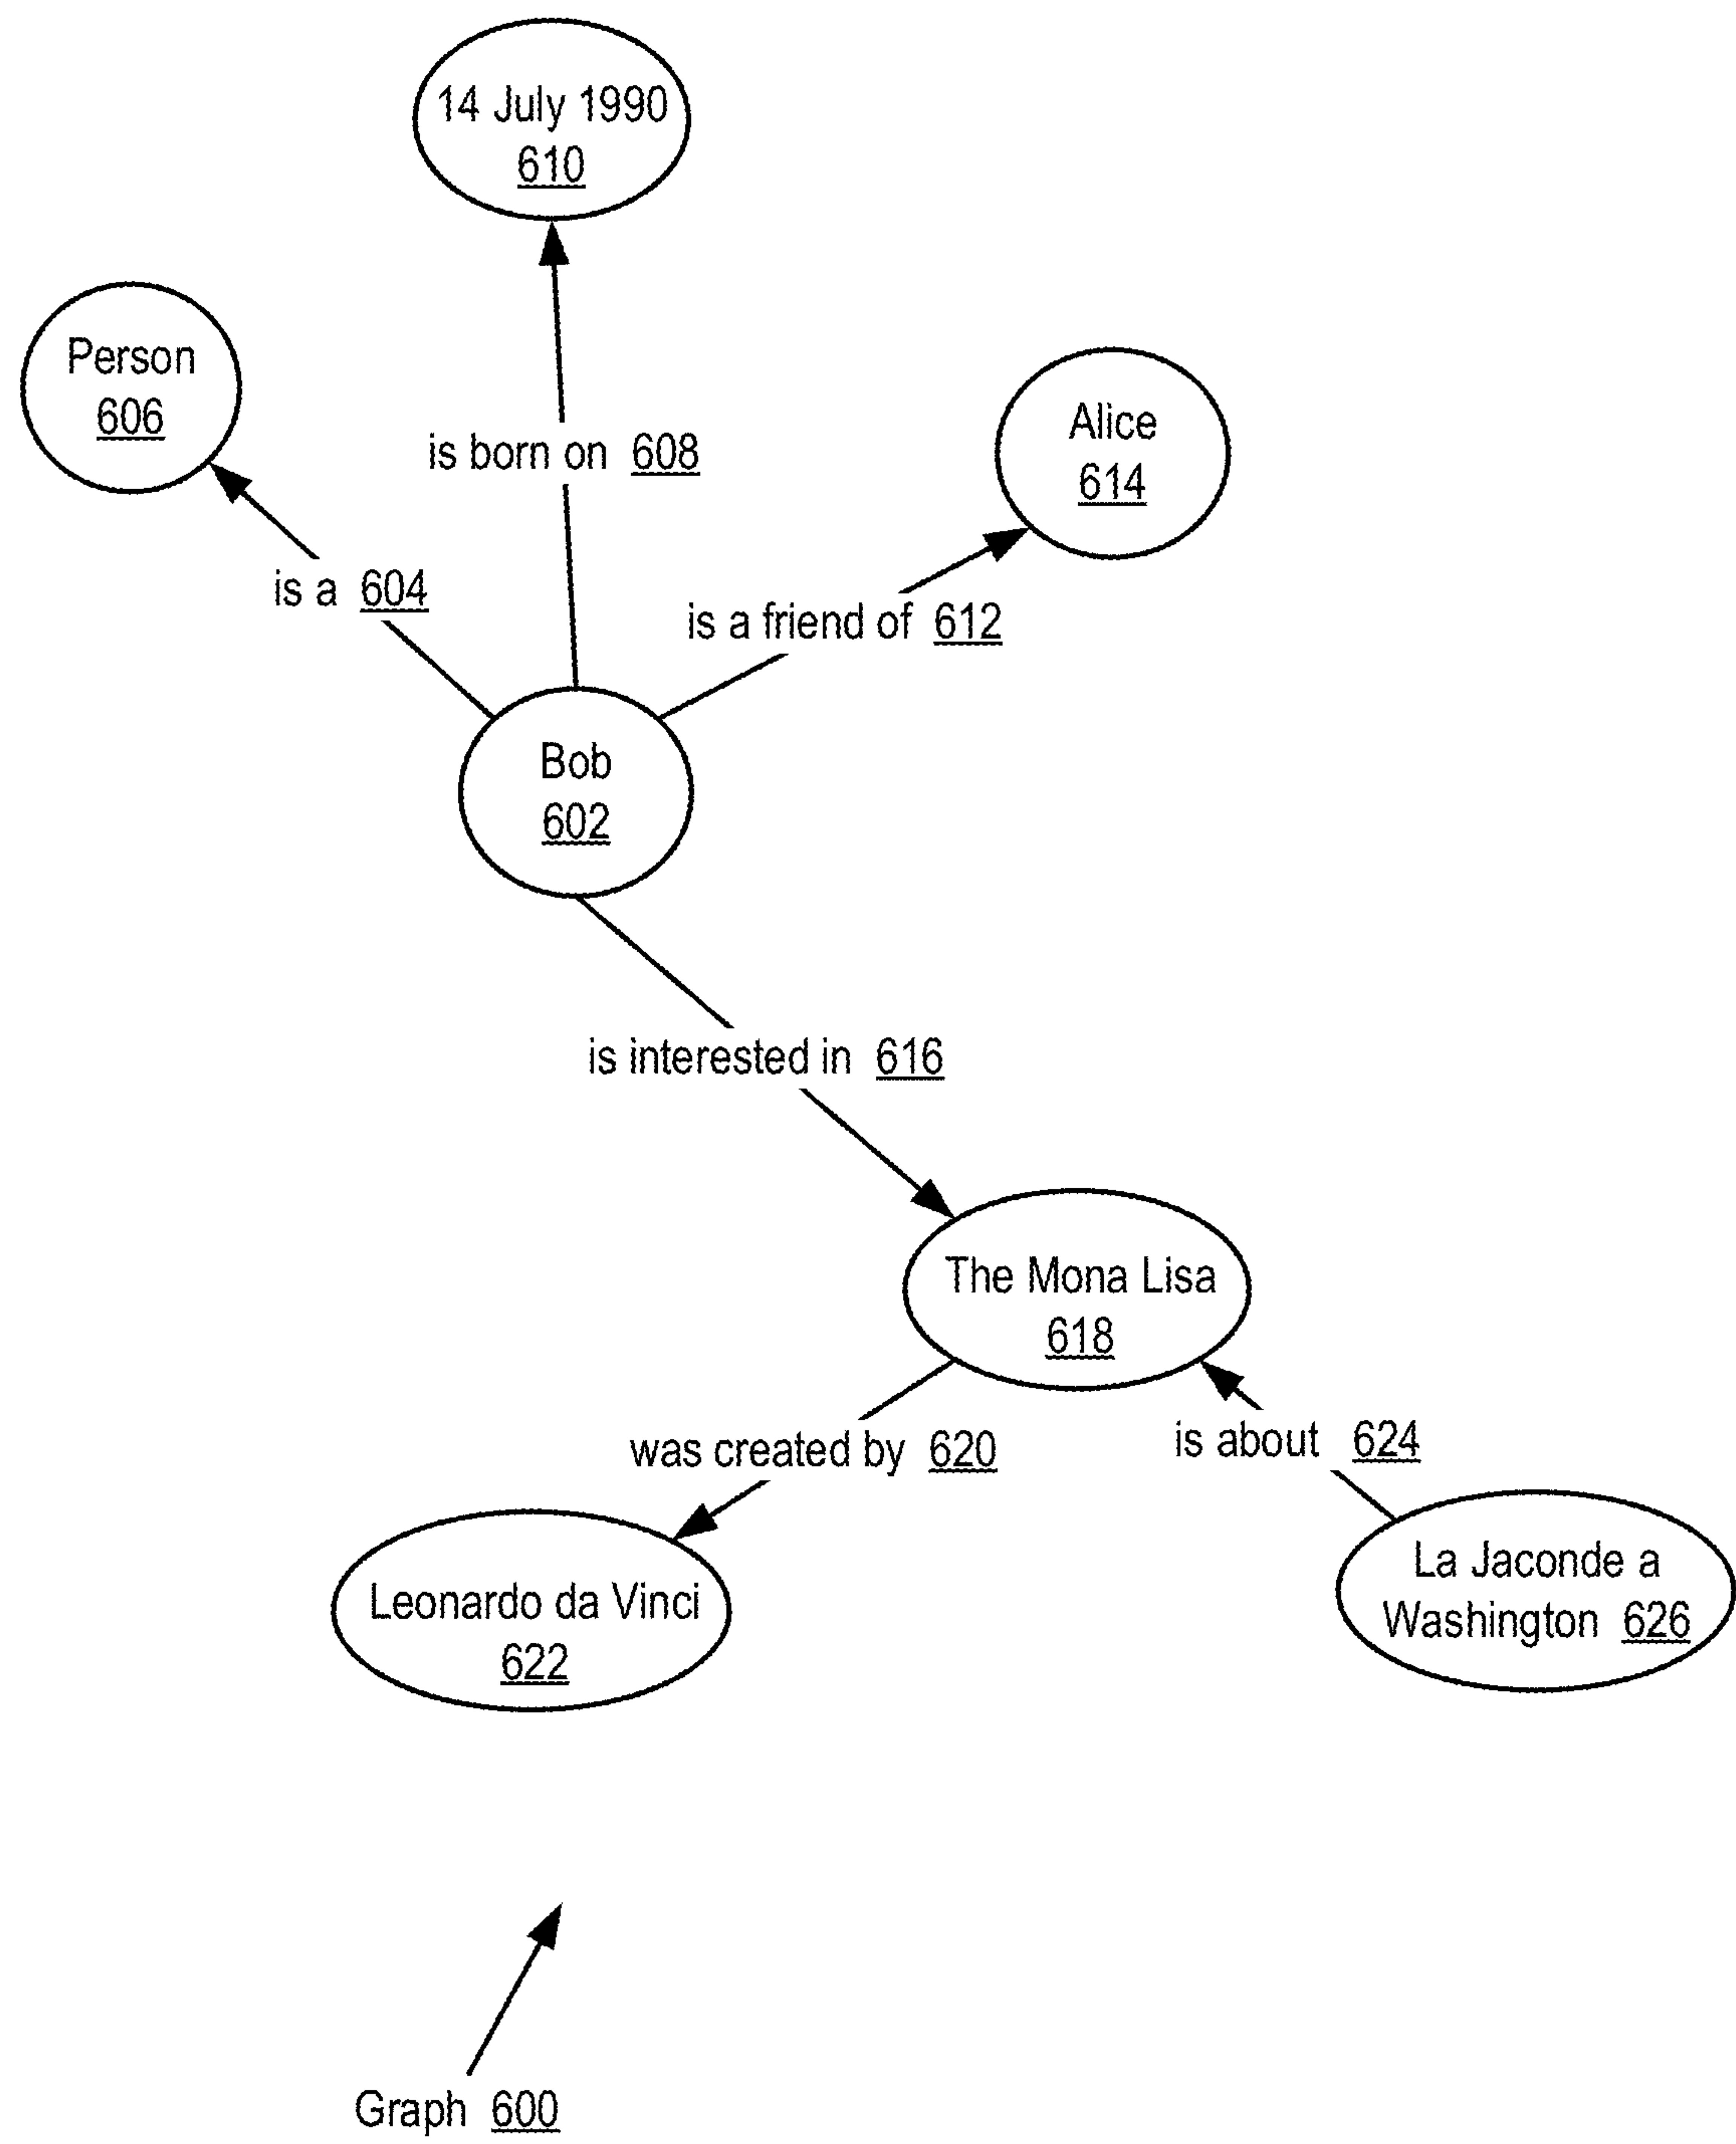 14 July 1990
610
Person
606
Alice
614
is born on 608
is a 604
is a friend of 612
Bob
602
is interested in 616
The Mona Lisa
618
was created by 620
is about 624
Leonardo da Vinci
622
La Jaconde a
Washington 626
Graph 600